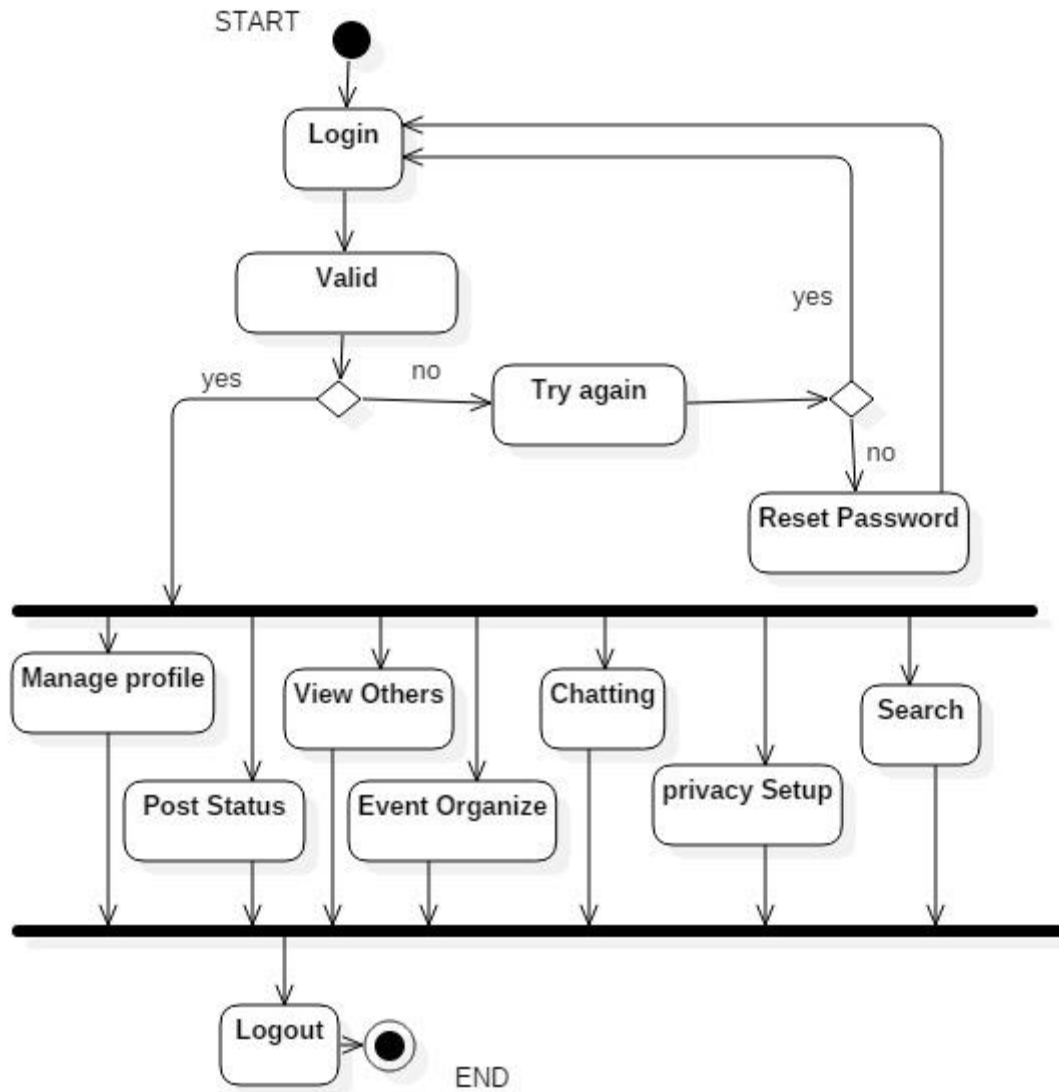 START
Login
Valid
yes
yes
no
Try again
no
Reset Password
Manage profile
View Others
Chatting
Search
Post Status
Event Organize
privacy Setup
Logout
END